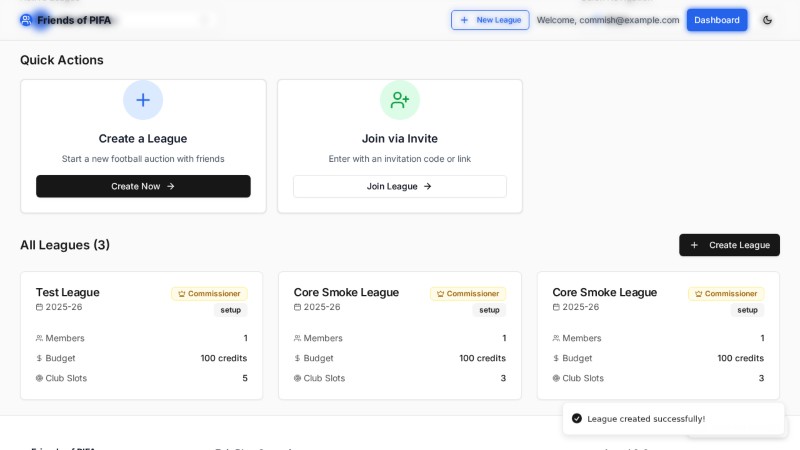 Friends of PIFA
New League
Welcome, commish@example.com
Dashboard
Quick Actions
Create a League
Start a new football auction with friends
Create Now
Join via Invite
Enter with an invitation code or link
Join League
All Leagues (3)
Create League
Test League
Commissioner
2025-26
setup
Members 1
Budget 100 credits
Club Slots 5
Core Smoke League
Commissioner
2025-26
setup
Members 1
Budget 100 credits
Club Slots 3
Core Smoke League
Commissioner
2025-26
setup
Members 1
Budget 100 credits
Club Slots 3
League created successfully!